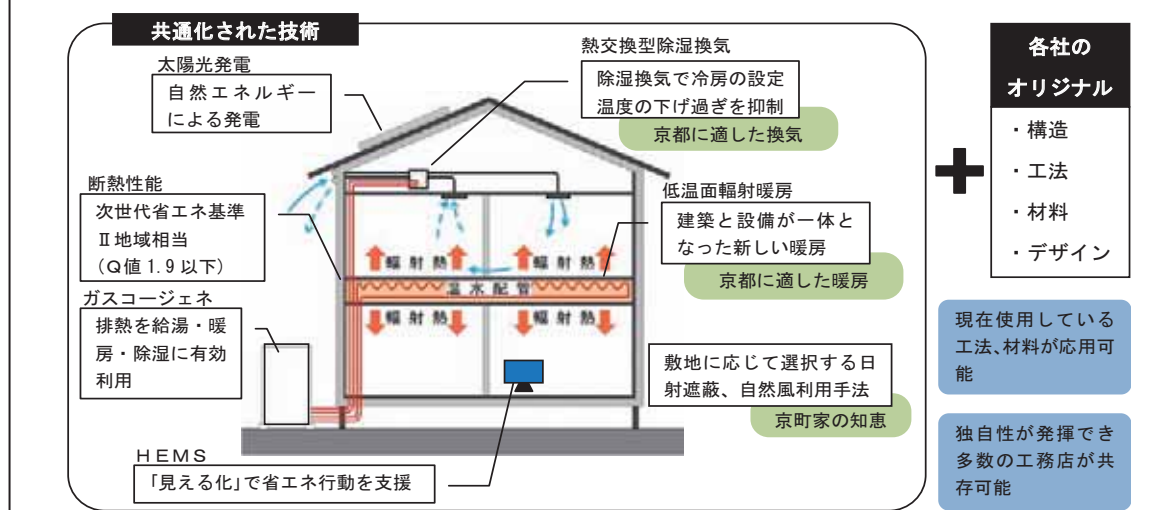 共通化された技術
太陽光発電
自然エネルギー
による発電
熱交換型除湿換気
除湿換気で冷房の設定
温度の下げ過ぎを抑制
京都に適した換気
断熱性能
次世代省エネ基準
Ⅱ地域相当
(Q値 1.9 以下)
低温面輻射暖房
建築と設備が一体と
なった新しい暖房
京都に適した暖房
輻射熱
輻射熱
温水配管
輻射熱
輻射熱
ガスコージェネ
排熱を給湯・暖
房・除湿に有効
利用
敷地に応じて選択する日
射遮蔽、自然風利用手法
京町家の知恵
HEMS
「見える化」で省エネ行動を支援
各社の
オリジナル
・構造
・工法
・材料
・デザイン
現在使用している
工法、材料が応用可
能
独自性が発揮でき
多数の工務店が共
存可能